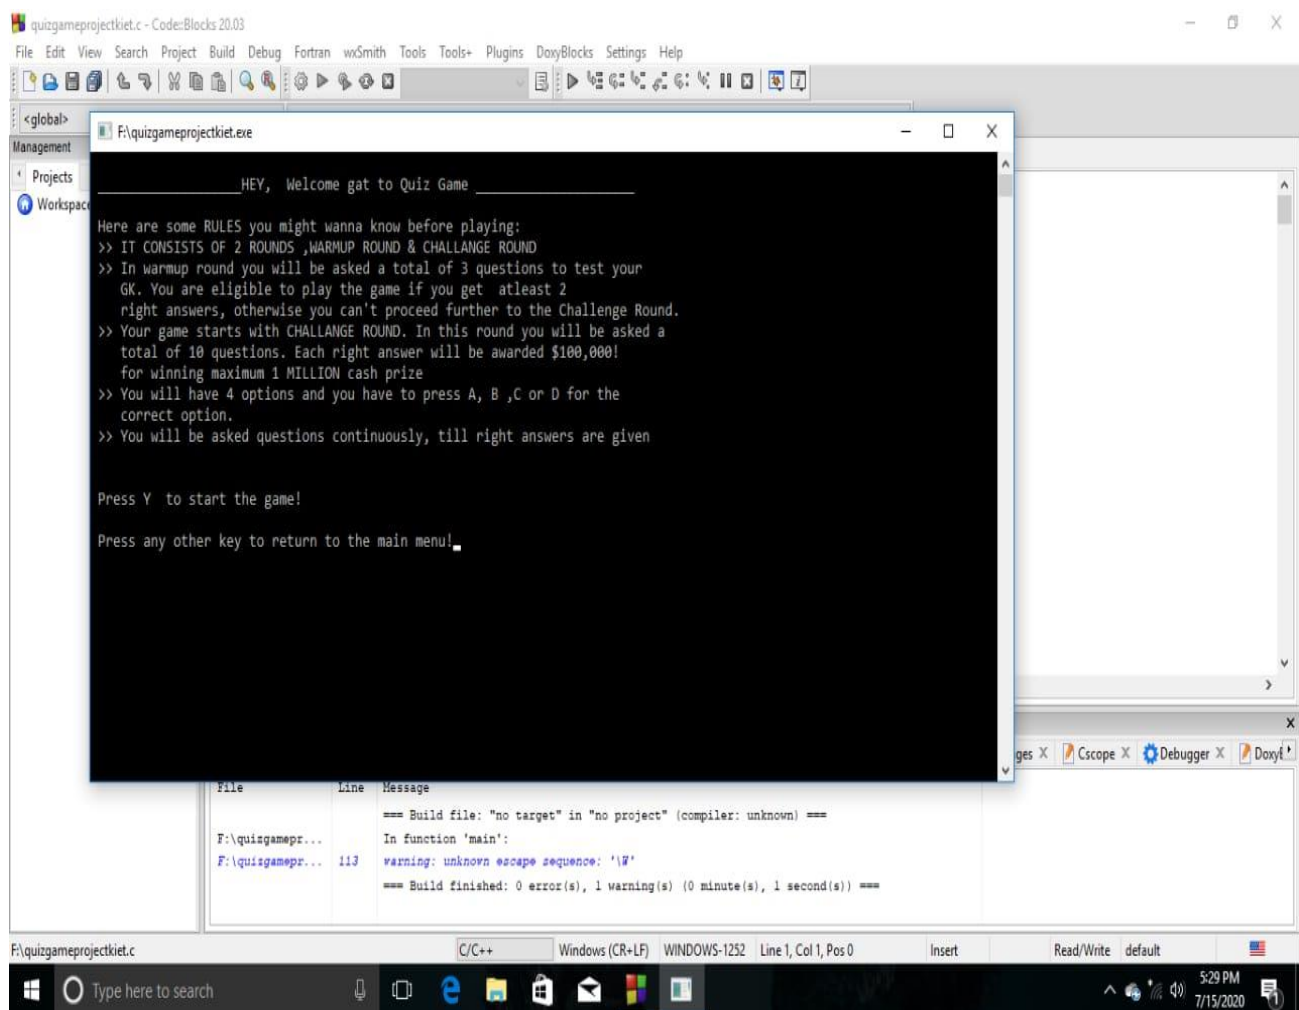 quizgameprojectkiet.c - Code::Blocks 20.03
File Edit View Search Project Build Debug Fortran wxSmith Tools Tools+ Plugins DoxyBlocks Settings Help
<global>
Management
Projects
Workspace
F:\quizgameprojectkiet.exe
__________________HEY, Welcome gat to Quiz Game ____________________
Here are some RULES you might wanna know before playing:
>> IT CONSISTS OF 2 ROUNDS ,WARMUP ROUND & CHALLANGE ROUND
>> In warmup round you will be asked a total of 3 questions to test your
GK. You are eligible to play the game if you get atleast 2
right answers, otherwise you can't proceed further to the Challenge Round.
>> Your game starts with CHALLANGE ROUND. In this round you will be asked a
total of 10 questions. Each right answer will be awarded $100,000!
for winning maximum 1 MILLION cash prize
>> You will have 4 options and you have to press A, B ,C or D for the
correct option.
>> You will be asked questions continuously, till right answers are given
Press Y to start the game!
Press any other key to return to the main menu!
ges X Cscope X Debugger X DoxyB
File Line Message
=== Build file: "no target" in "no project" (compiler: unknown) ===
F:\quizgamepr... In function 'main':
F:\quizgamepr... 113 warning: unknown escape sequence: '\W'
=== Build finished: 0 error(s), 1 warning(s) (0 minute(s), 1 second(s)) ===
F:\quizgameprojectkiet.c C/C++ Windows (CR+LF) WINDOWS-1252 Line 1, Col 1, Pos 0 Insert Read/Write default
Type here to search
5:29 PM
7/15/2020
1